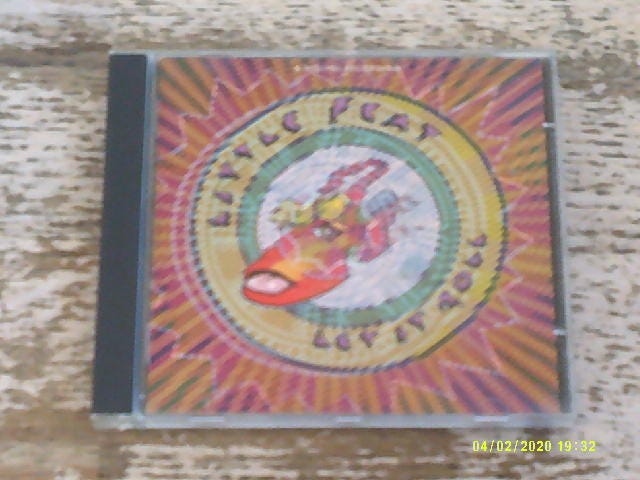 LITTLE FEAT
LET IT ROLL
04/02/2020 19:32